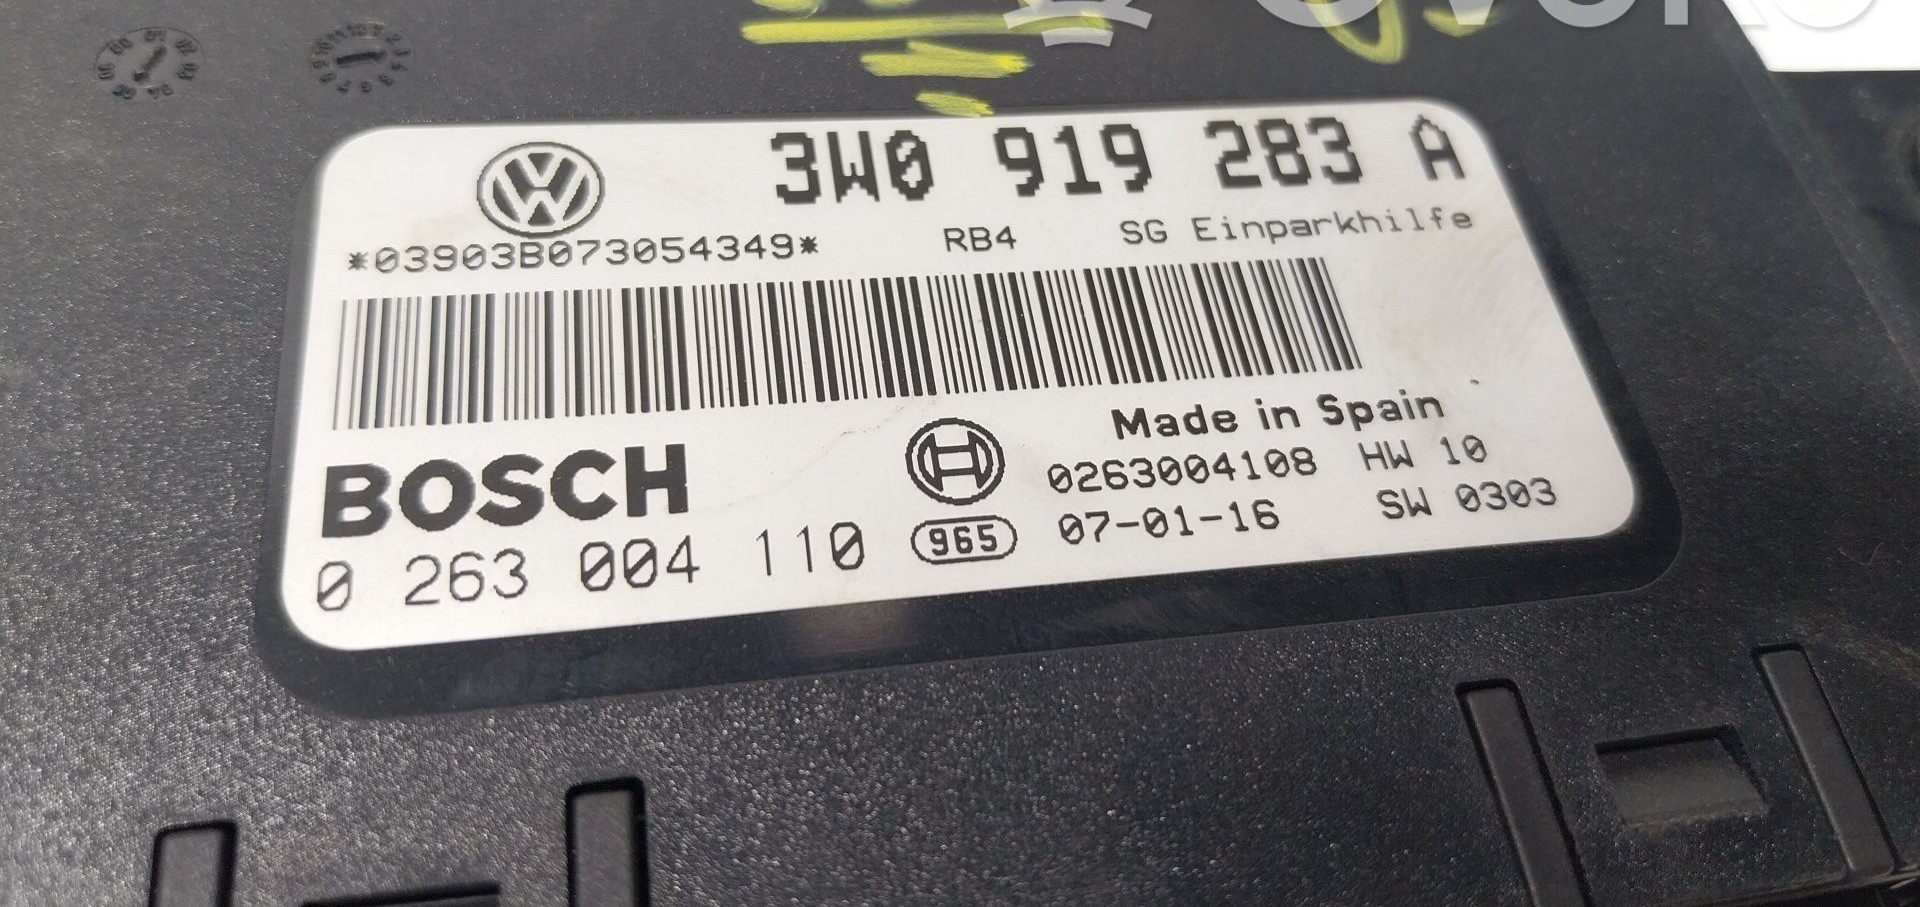 3W0 919 283 A
*03903B073054349* RB4 SG Einparkhilfe
Made in Spain
BOSCH 0263004108 HW 10
0 263 004 110 965 07-01-16 SW 0303